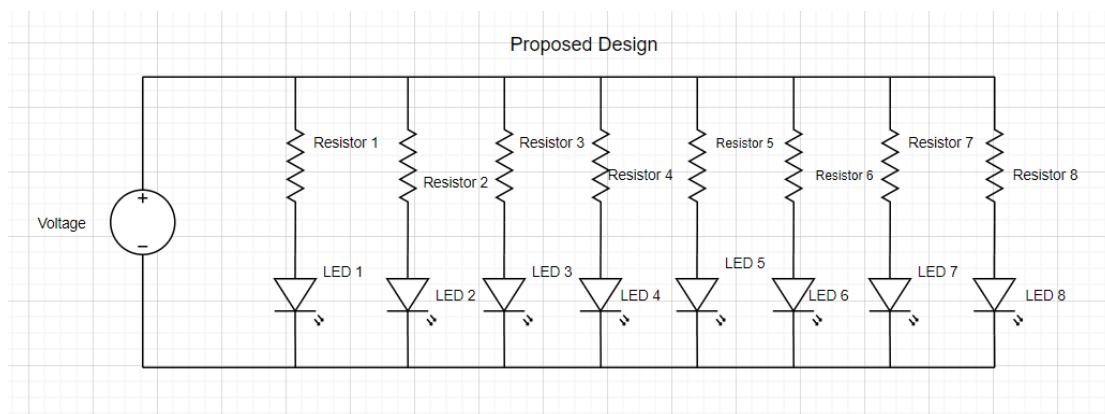 Proposed Design
Resistor 1
Resistor 2
Resistor 3
Resistor 4
Resistor 5
Resistor 6
Resistor 7
Resistor 8
+
Voltage
−
LED 1
LED 2
LED 3
LED 4
LED 5
LED 6
LED 7
LED 8